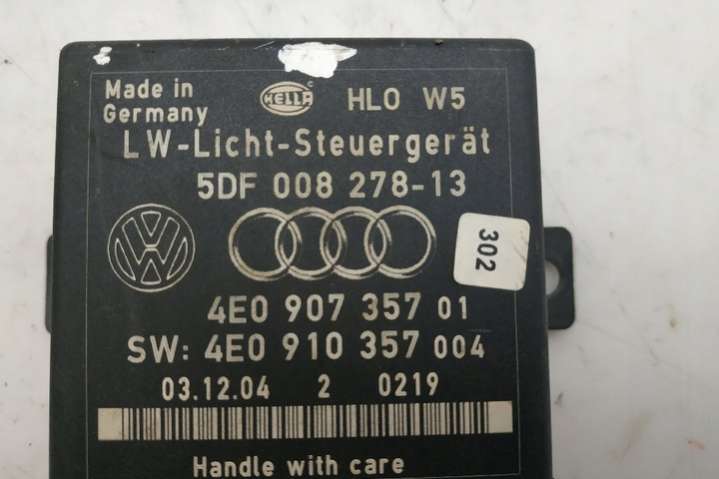 Made in
Germany
HELLA
HLO W5
LW-Licht-Steuergerät
5DF 008 278-13
302
4E0 907 357 01
SW: 4E0 910 357 004
03.12.04 2 0219
Handle with care